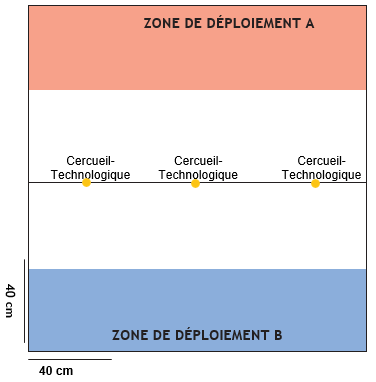 ZONE DE DÉPLOIEMENT A
Cercueil-
Technologique
Cercueil-
Technologique
Cercueil-
Technologique
40 cm
ZONE DE DÉPLOIEMENT B
40 cm